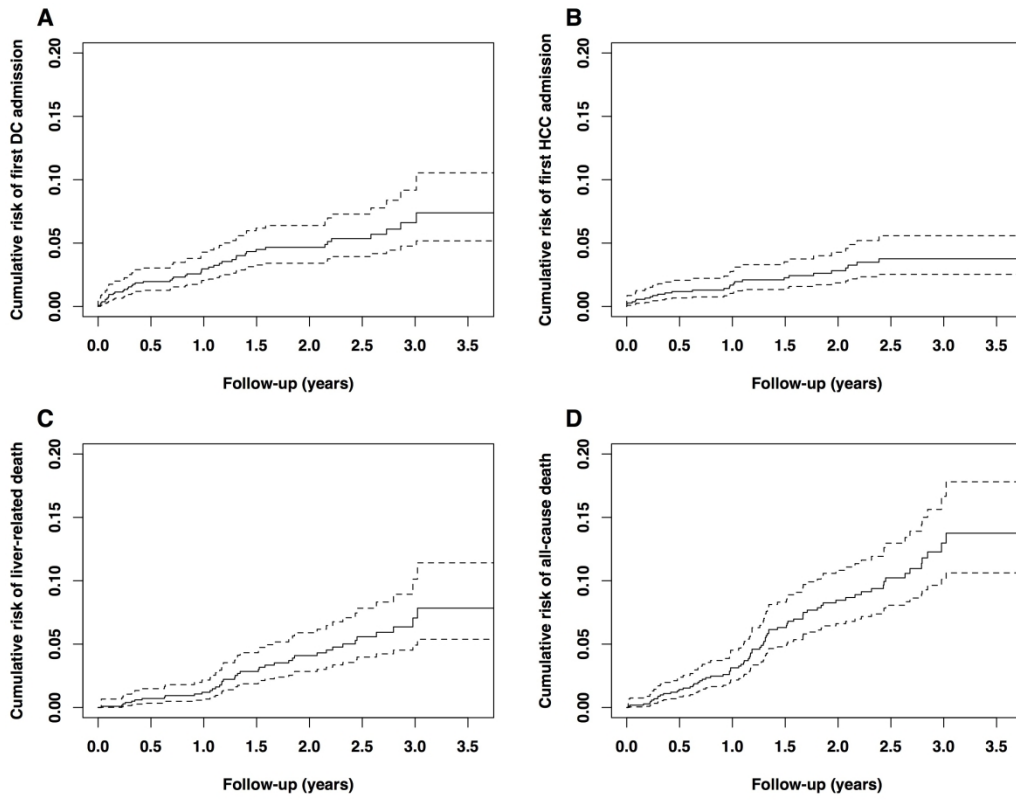 A
Cumulative risk of first DC admission
0.20
0.15
0.10
0.05
0.00
0.0 0.5 1.0 1.5 2.0 2.5 3.0 3.5
Follow-up (years)
B
Cumulative risk of first HCC admission
0.20
0.15
0.10
0.05
0.00
0.0 0.5 1.0 1.5 2.0 2.5 3.0 3.5
Follow-up (years)
C
Cumulative risk of liver-related death
0.20
0.15
0.10
0.05
0.00
0.0 0.5 1.0 1.5 2.0 2.5 3.0 3.5
Follow-up (years)
D
Cumulative risk of all-cause death
0.20
0.15
0.10
0.05
0.00
0.0 0.5 1.0 1.5 2.0 2.5 3.0 3.5
Follow-up (years)